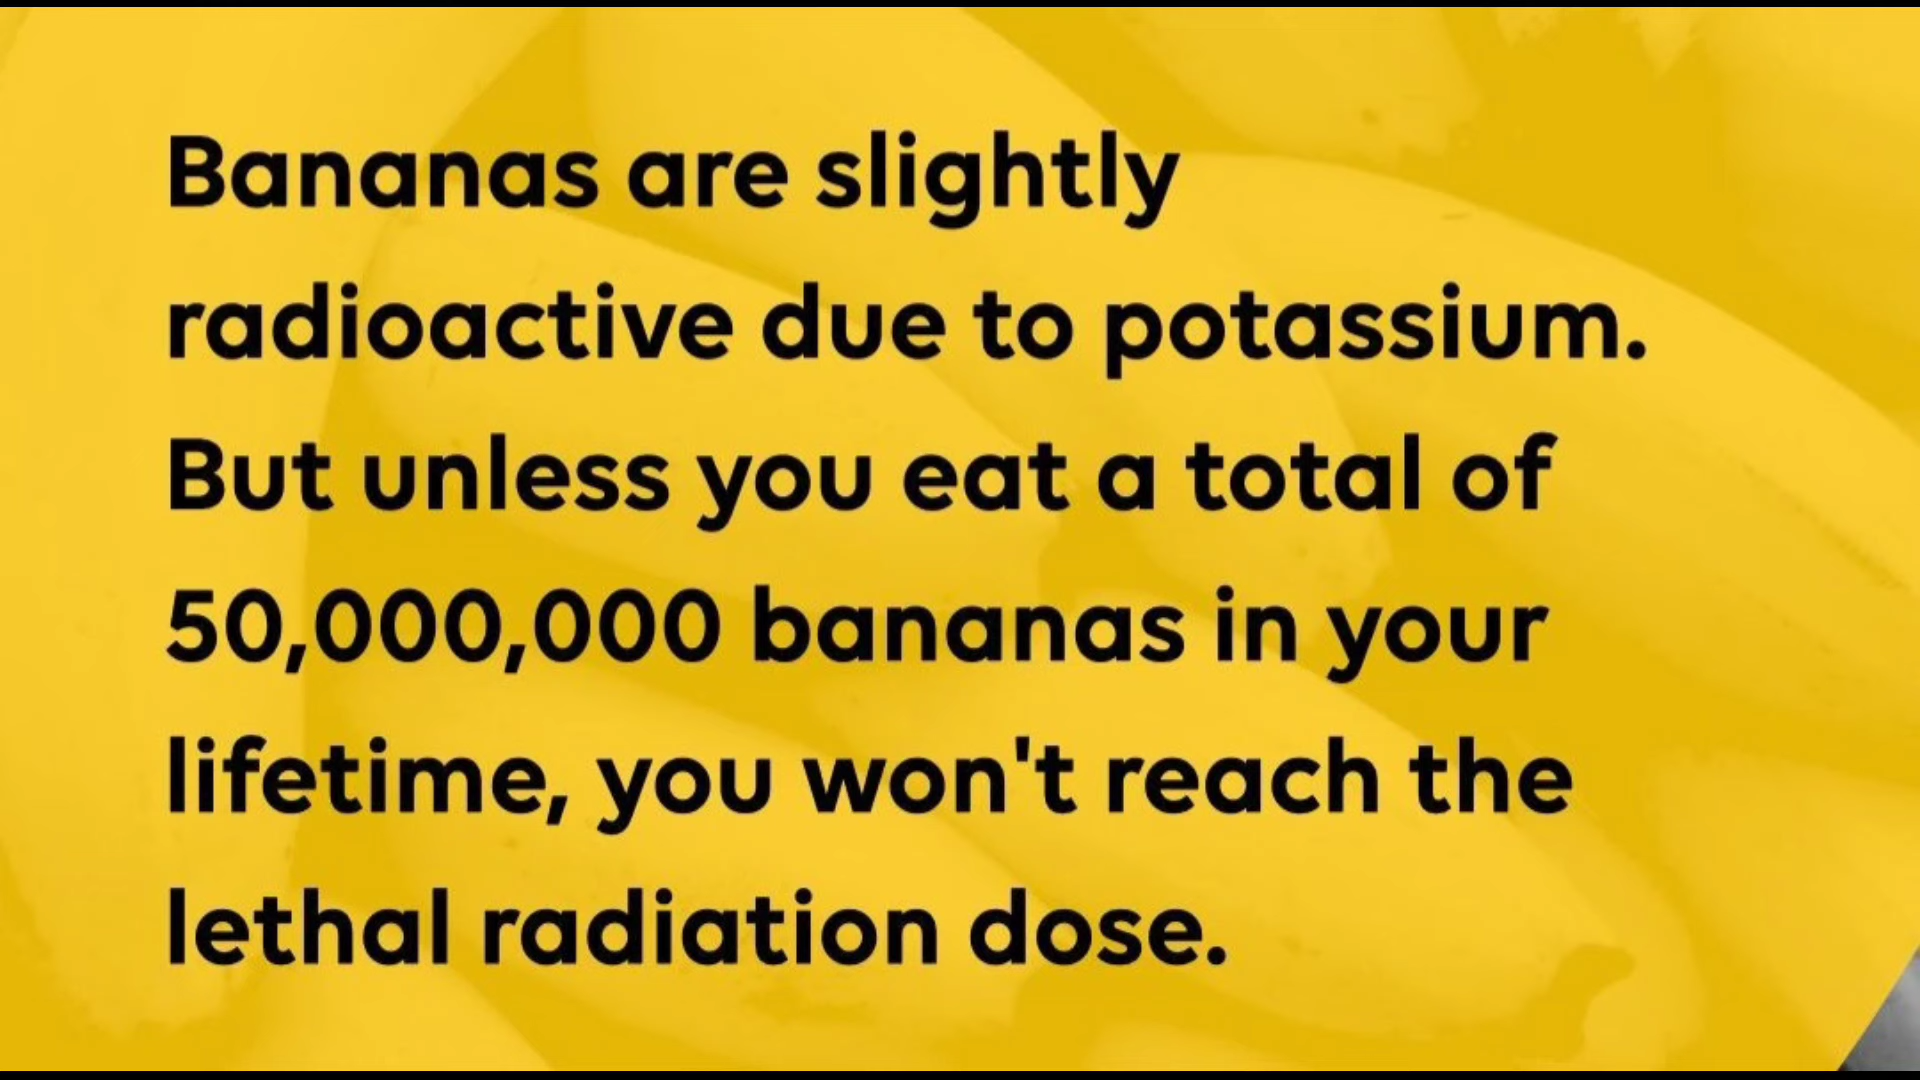 Bananas are slightly
radioactive due to potassium.
But unless you eat a total of
50,000,000 bananas in your
lifetime, you won't reach the
lethal radiation dose.